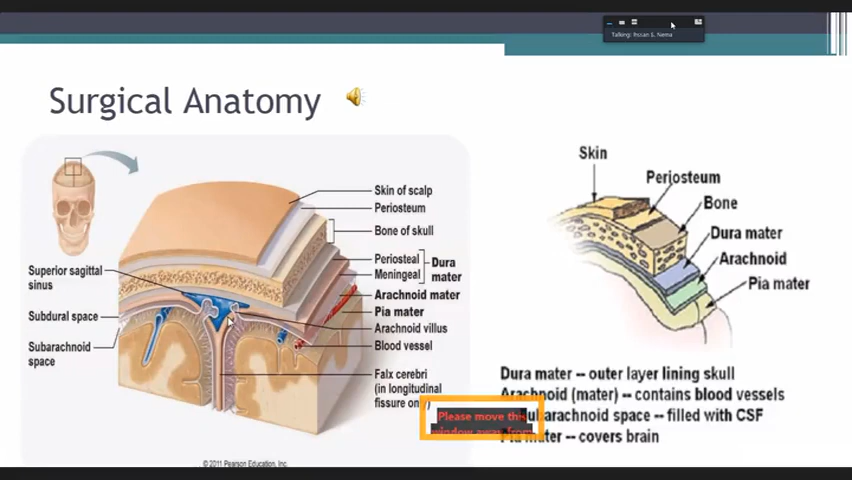 Talking: Ihssan S. Nema
Surgical Anatomy
Skin of scalp
Periosteum
Bone of skull
Periosteal
Meningeal
Dura
mater
Arachnoid mater
Pia mater
Arachnoid villus
Blood vessel
Falx cerebri
(in longitudinal
fissure only)
Superior sagittal
sinus
Subdural space
Subarachnoid
space
© 2011 Pearson Education, Inc.
Skin
Periosteum
Bone
Dura mater
Arachnoid
Pia mater
Dura mater -- outer layer lining skull
Arachnoid (mater) -- contains blood vessels
ubarachnoid space -- filled with CSF
Pia mater -- covers brain
Please move this
window away from